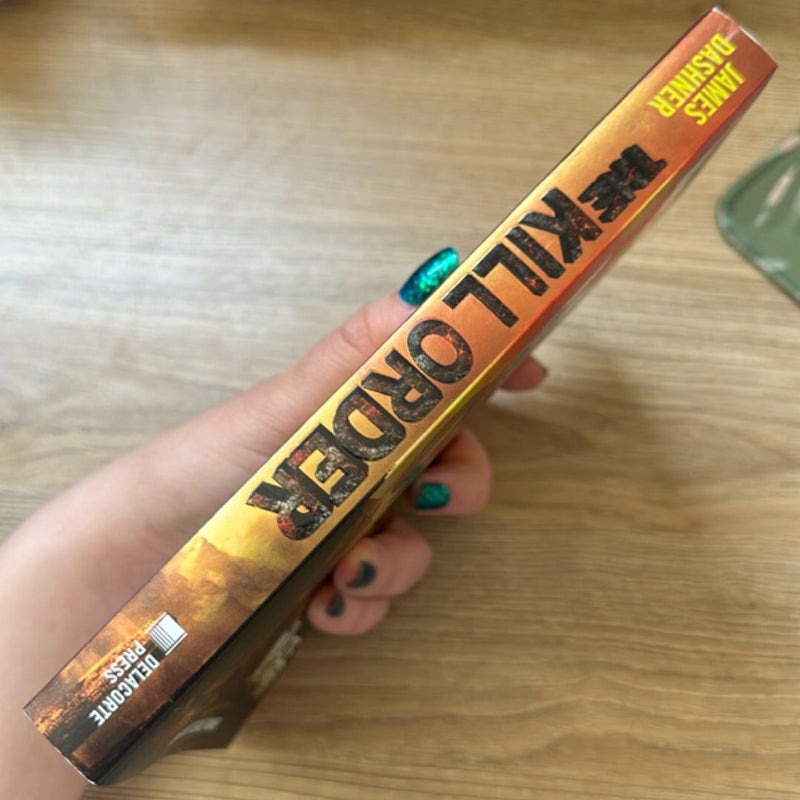 JAMES
DASHNER
THE KILL ORDER
DELACORTE
PRESS